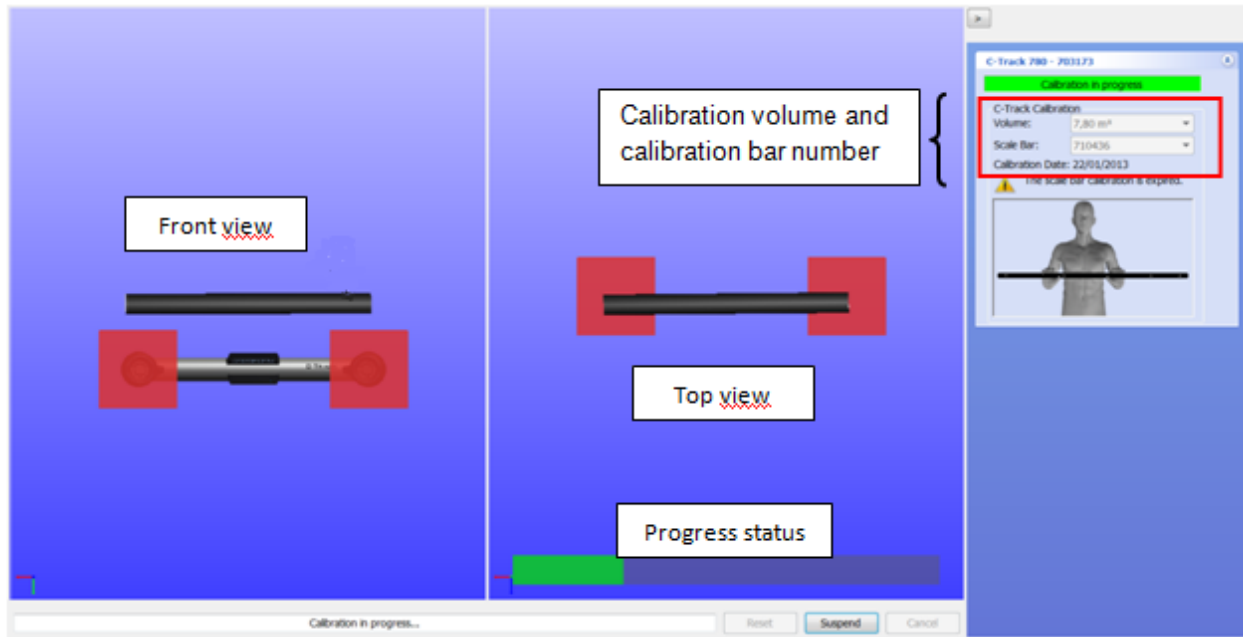 >
C-Track 780 - 703173
Calibration in progress
C-Track Calibration
Volume: 7,80 m³
Scale Bar: 710436
Calibration Date: 22/01/2013
The scale bar calibration is expired.
Calibration volume and
calibration bar number
Front view
Top view
Progress status
Calibration in progress...
Reset
Suspend
Cancel